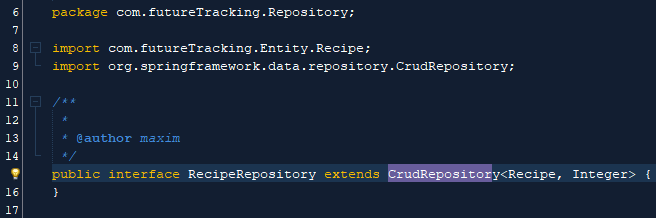 6 package com.futureTracking.Repository;
7
8 import com.futureTracking.Entity.Recipe;
9 import org.springframework.data.repository.CrudRepository;
10
11 /**
12 *
13 * @author maxim
14 */
public interface RecipeRepository extends CrudRepository<Recipe, Integer> {
16 }
17